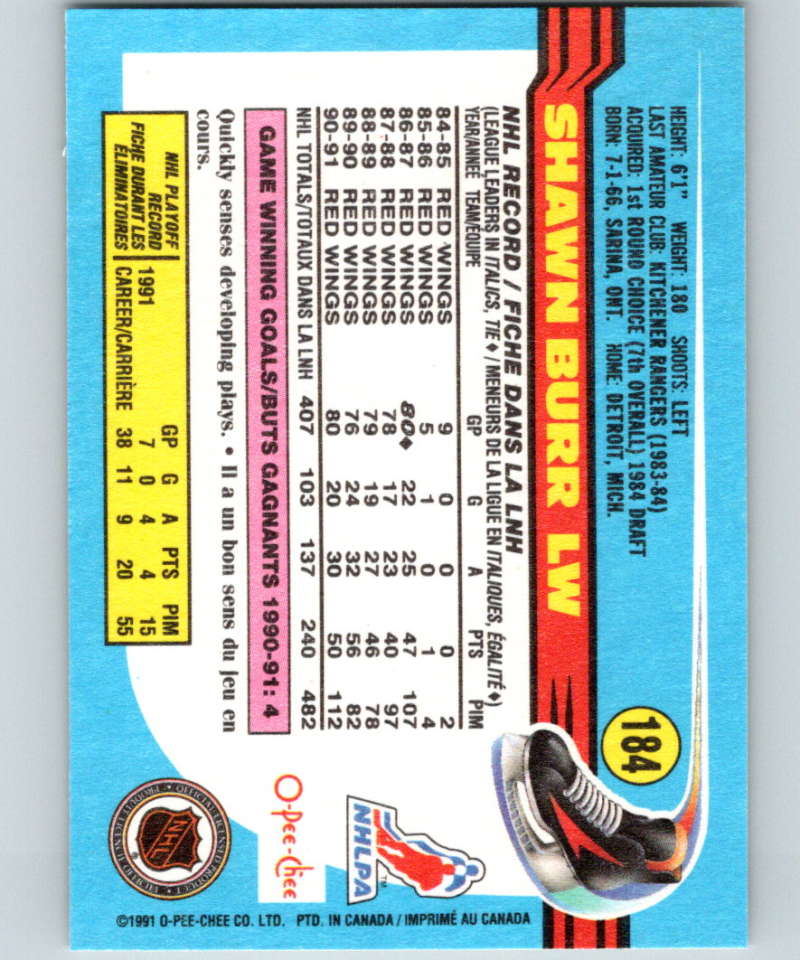 184
HEIGHT: 6'1" WEIGHT: 180 SHOOTS: LEFT
LAST AMATEUR CLUB: KITCHENER RANGERS (1983-84)
ACQUIRED: 1st ROUND CHOICE (7th OVERALL) 1984 DRAFT
BORN: 7-1-66, SARINA, ONT. HOME: DETROIT, MICH.
SHAWN BURR LW
NHL RECORD / FICHE DANS LA LNH
(LEAGUE LEADERS IN ITALICS, TIE ♦ / MENEURS DE LA LIGUE EN ITALIQUES, ÉGALITÉ ♦)
YEAR/ANNÉE TEAM/ÉQUIPE GP G A PTS PIM
84-85 RED WINGS 9 0 0 0 2
85-86 RED WINGS 5 1 0 1 4
86-87 RED WINGS 80♦ 22 25 47 107
87-88 RED WINGS 78 17 23 40 97
88-89 RED WINGS 79 19 27 46 78
89-90 RED WINGS 76 24 32 56 82
90-91 RED WINGS 80 20 30 50 112
NHL TOTALS/TOTAUX DANS LA LNH 407 103 137 240 482
GAME WINNING GOALS/BUTS GAGNANTS 1990-91: 4
Quickly senses developing plays. • Il a un bon sens du jeu en
cours.
NHL PLAYOFF
RECORD
FICHE DURANT LES
ÉLIMINATOIRES
GP G A PTS PIM
1991 7 0 4 4 15
CAREER/CARRIÈRE 38 11 9 20 55
NHLPA
TM
O-Pee-Chee
NHL
OFFICIAL LICENSED PRODUCT
©1991 O-PEE-CHEE CO. LTD. PTD. IN CANADA / IMPRIMÉ AU CANADA